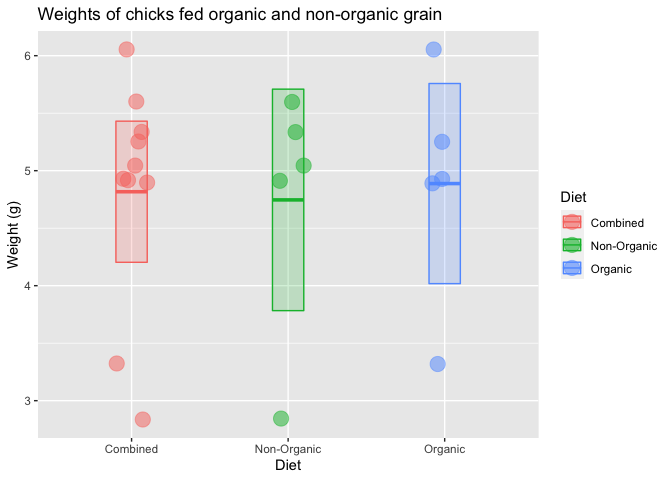 Weights of chicks fed organic and non-organic grain
6
5
4
3
Weight (g)
Combined
Non-Organic
Organic
Diet
Diet
Combined
Non-Organic
Organic